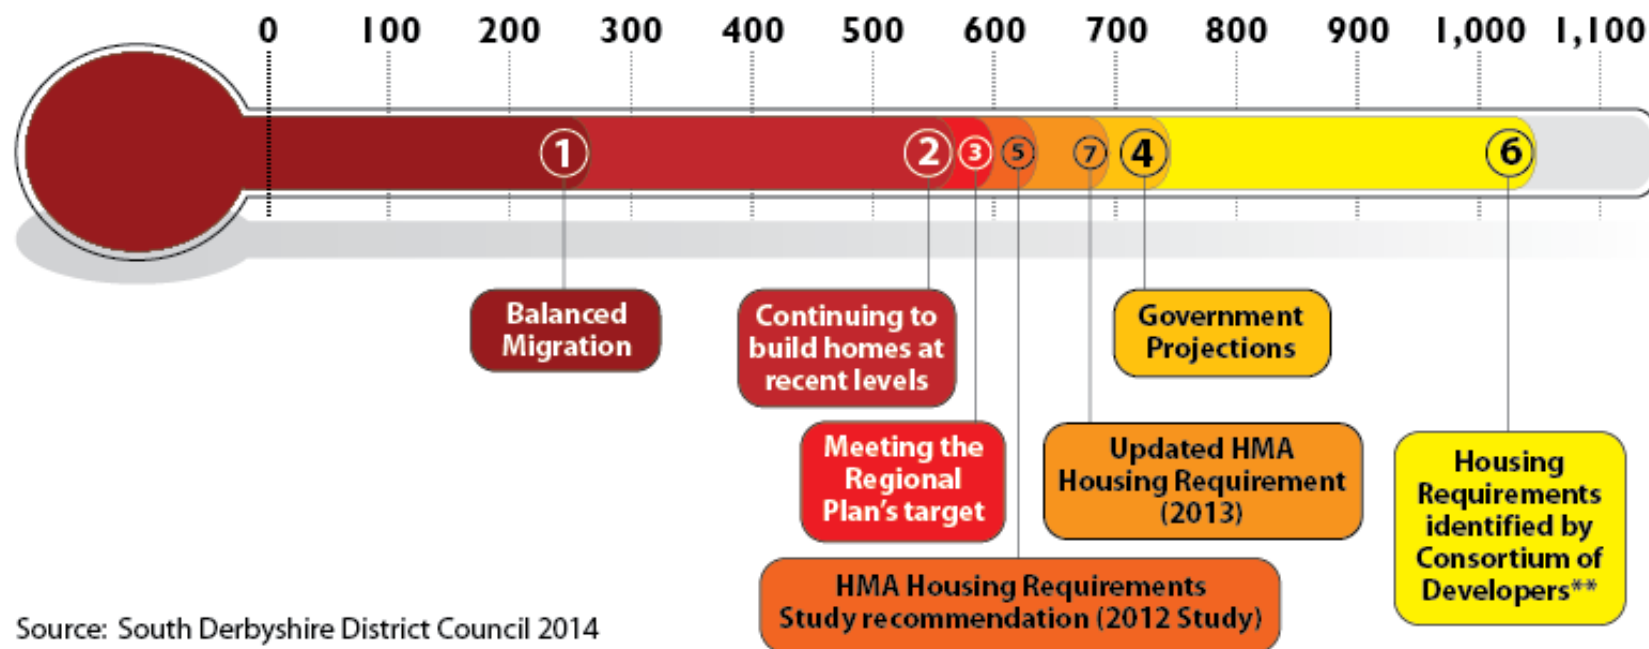 0 100 200 300 400 500 600 700 800 900 1,000 1,100
1 2 3 5 7 4 6
Balanced
Migration
Continuing to
build homes at
recent levels
Government
Projections
Meeting the
Regional
Plan's target
Updated HMA
Housing Requirement
(2013)
Housing
Requirements
identified by
Consortium of
Developers**
HMA Housing Requirements
Study recommendation (2012 Study)
Source: South Derbyshire District Council 2014